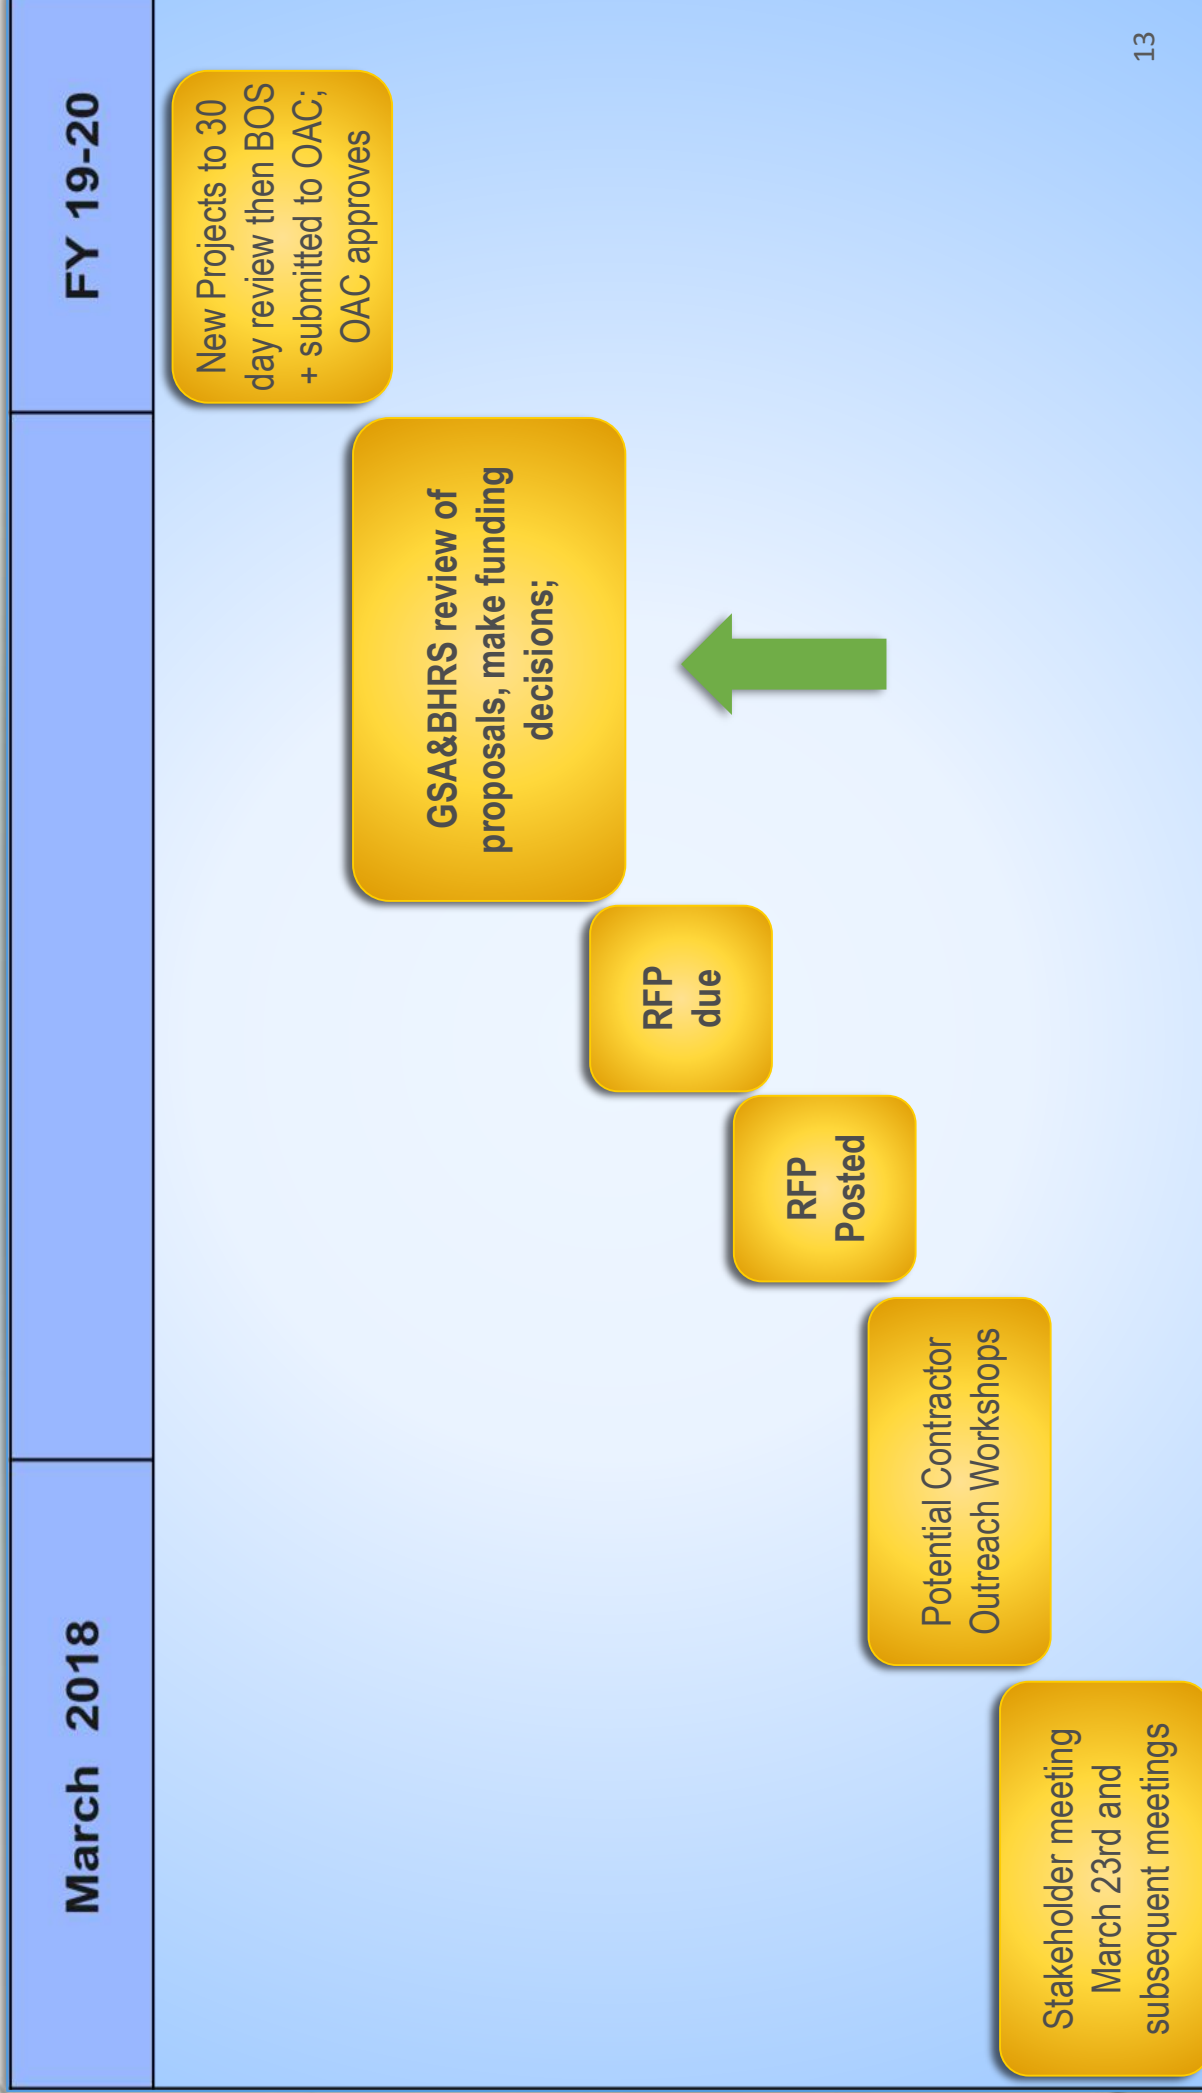 March 2018
FY 19-20
Stakeholder meeting
March 23rd and
subsequent meetings
Potential Contractor
Outreach Workshops
RFP
Posted
RFP
due
GSA&BHRS review of
proposals, make funding
decisions;
New Projects to 30
day review then BOS
+ submitted to OAC;
OAC approves
13